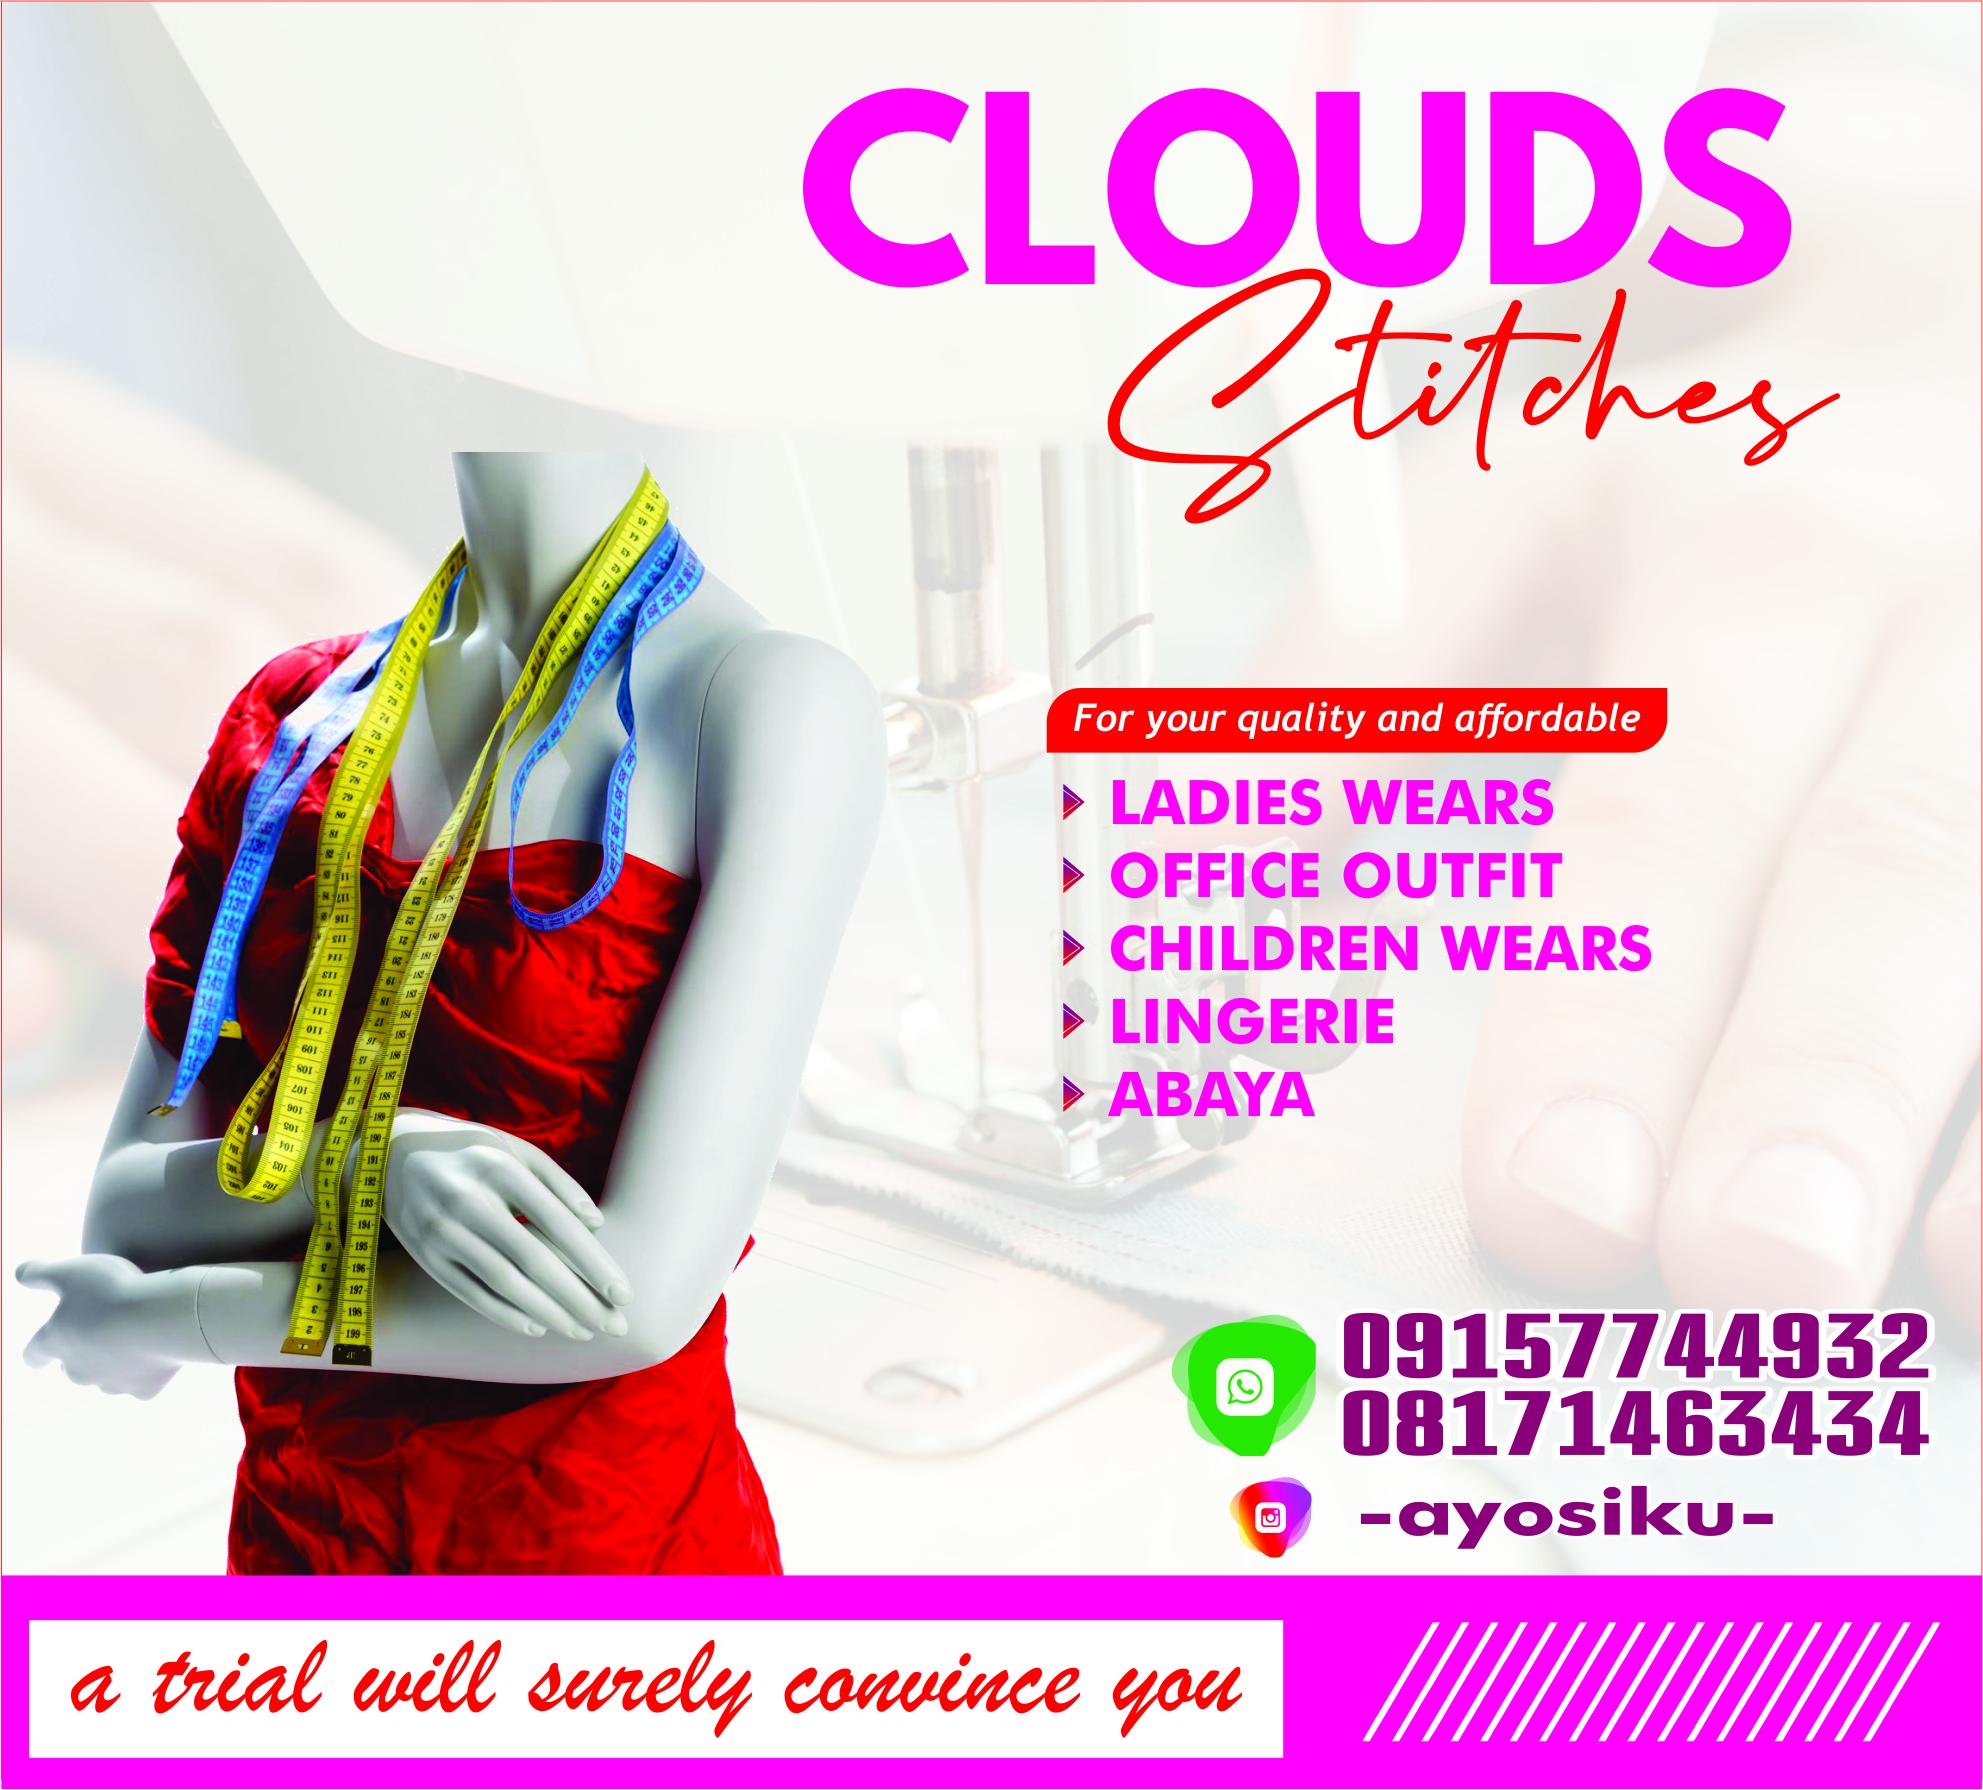 CLOUDS
Stitches
For your quality and affordable
LADIES WEARS
OFFICE OUTFIT
CHILDREN WEARS
LINGERIE
ABAYA
09157744932
08171463434
-ayosiku-
a trial will surely convince you